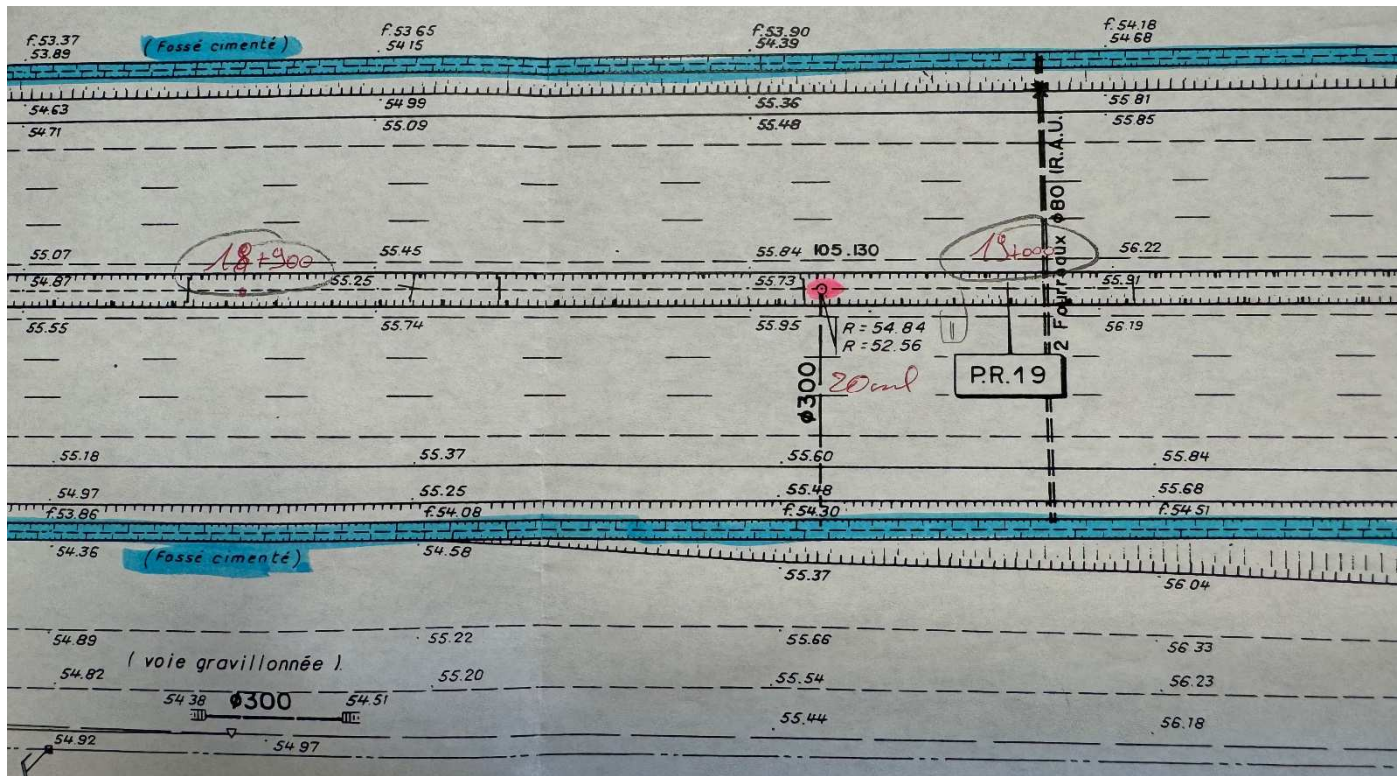 f.53.37 f.53 65 f.53.90 f.54.18
53.89 (Fossé cimenté) 54 15 54.39 54.68
54.63 54.99 55.36 55 81
54.71 55.09 55.48 55.85
55.07 18+900 55.45 55.84 105.130 19+000 56.22
54.87 55.25 55.73 55.91
55.55 55.74 55.95 R = 54.84 56.19
R = 52.56
20ml
φ300
P.R.19
2 Fourreaux φ80 (R.A.U.)
55.18 55.37 55.60 55.84
54.97 55.25 55.48 55.68
f.53.86 f.54.08 f.54.30 f.54.51
54.36 (Fossé cimenté) 54.58 55.37 56.04
54.89 55.22 55.66 56 33
(voie gravillonnée)
54.82 55.20 55.54 56.23
54 38 φ300 54.51 55.44 56.18
54.92 54 97